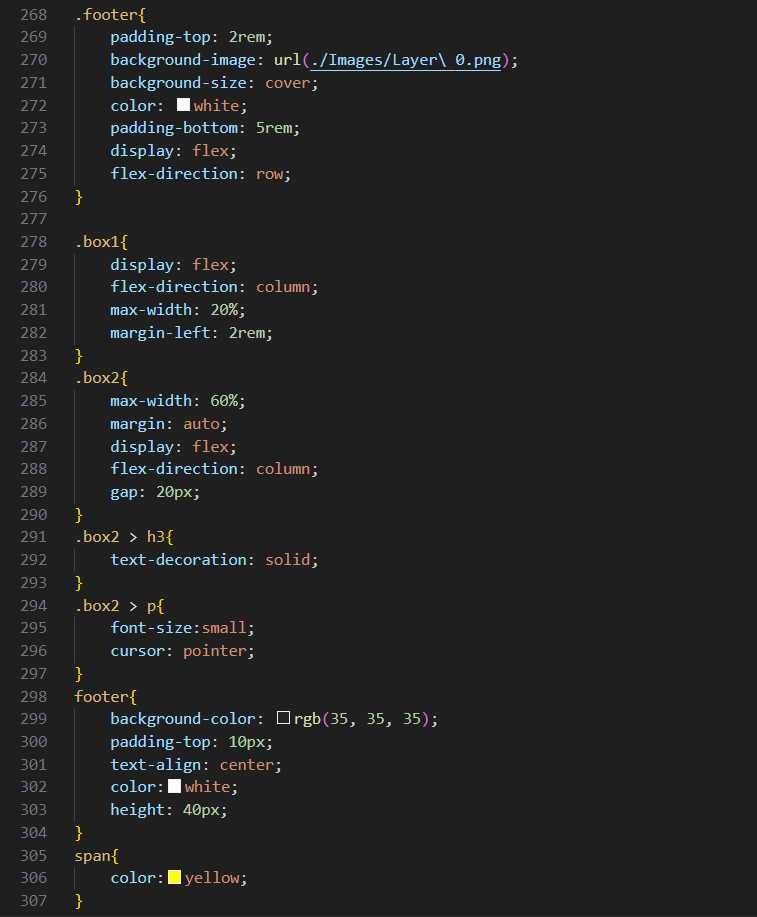 268 .footer{
269     padding-top: 2rem;
270     background-image: url(./Images/Layer\ 0.png);
271     background-size: cover;
272     color: white;
273     padding-bottom: 5rem;
274     display: flex;
275     flex-direction: row;
276 }
277
278 .box1{
279     display: flex;
280     flex-direction: column;
281     max-width: 20%;
282     margin-left: 2rem;
283 }
284 .box2{
285     max-width: 60%;
286     margin: auto;
287     display: flex;
288     flex-direction: column;
289     gap: 20px;
290 }
291 .box2 > h3{
292     text-decoration: solid;
293 }
294 .box2 > p{
295     font-size:small;
296     cursor: pointer;
297 }
298 footer{
299     background-color: rgb(35, 35, 35);
300     padding-top: 10px;
301     text-align: center;
302     color:white;
303     height: 40px;
304 }
305 span{
306     color:yellow;
307 }